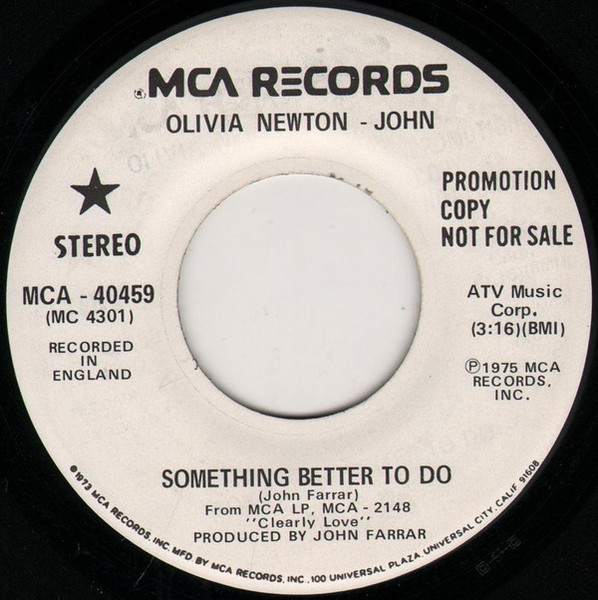 MCA RECORDS
OLIVIA NEWTON - JOHN
STEREO
PROMOTION
COPY
NOT FOR SALE
MCA - 40459
(MC 4301)
RECORDED
IN
ENGLAND
ATV Music
Corp.
(3:16)(BMI)
Ⓟ1975 MCA
RECORDS,
INC.
SOMETHING BETTER TO DO
(John Farrar)
From MCA LP, MCA - 2148
"Clearly Love"
PRODUCED BY JOHN FARRAR
©1973 MCA RECORDS, INC. MFD BY MCA RECORDS, INC., 100 UNIVERSAL PLAZA, UNIVERSAL CITY, CALIF. 91608